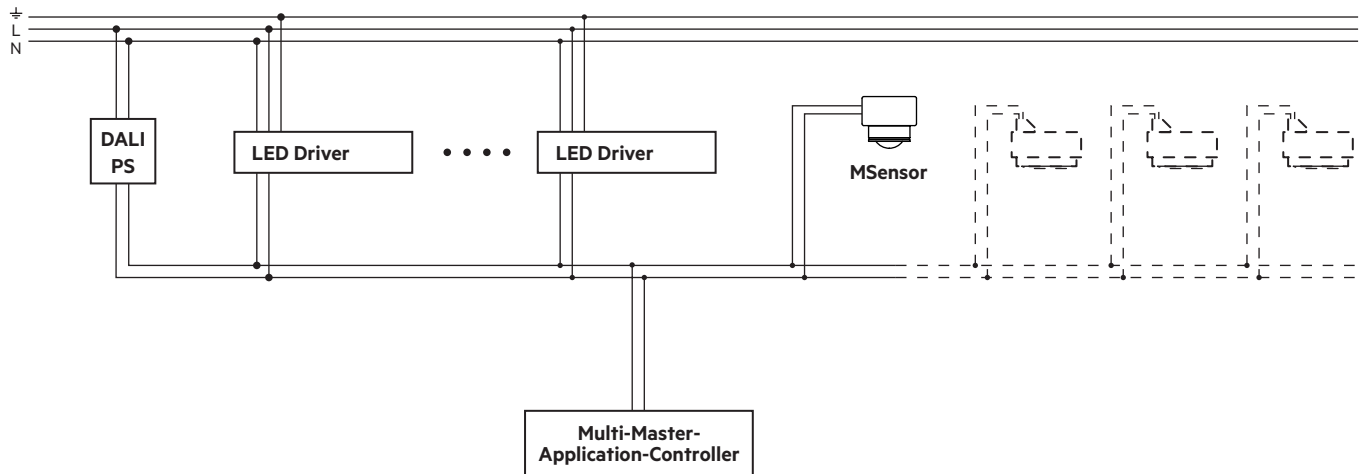 L
N
DALI
PS
LED Driver
LED Driver
MSensor
Multi-Master-
Application-Controller